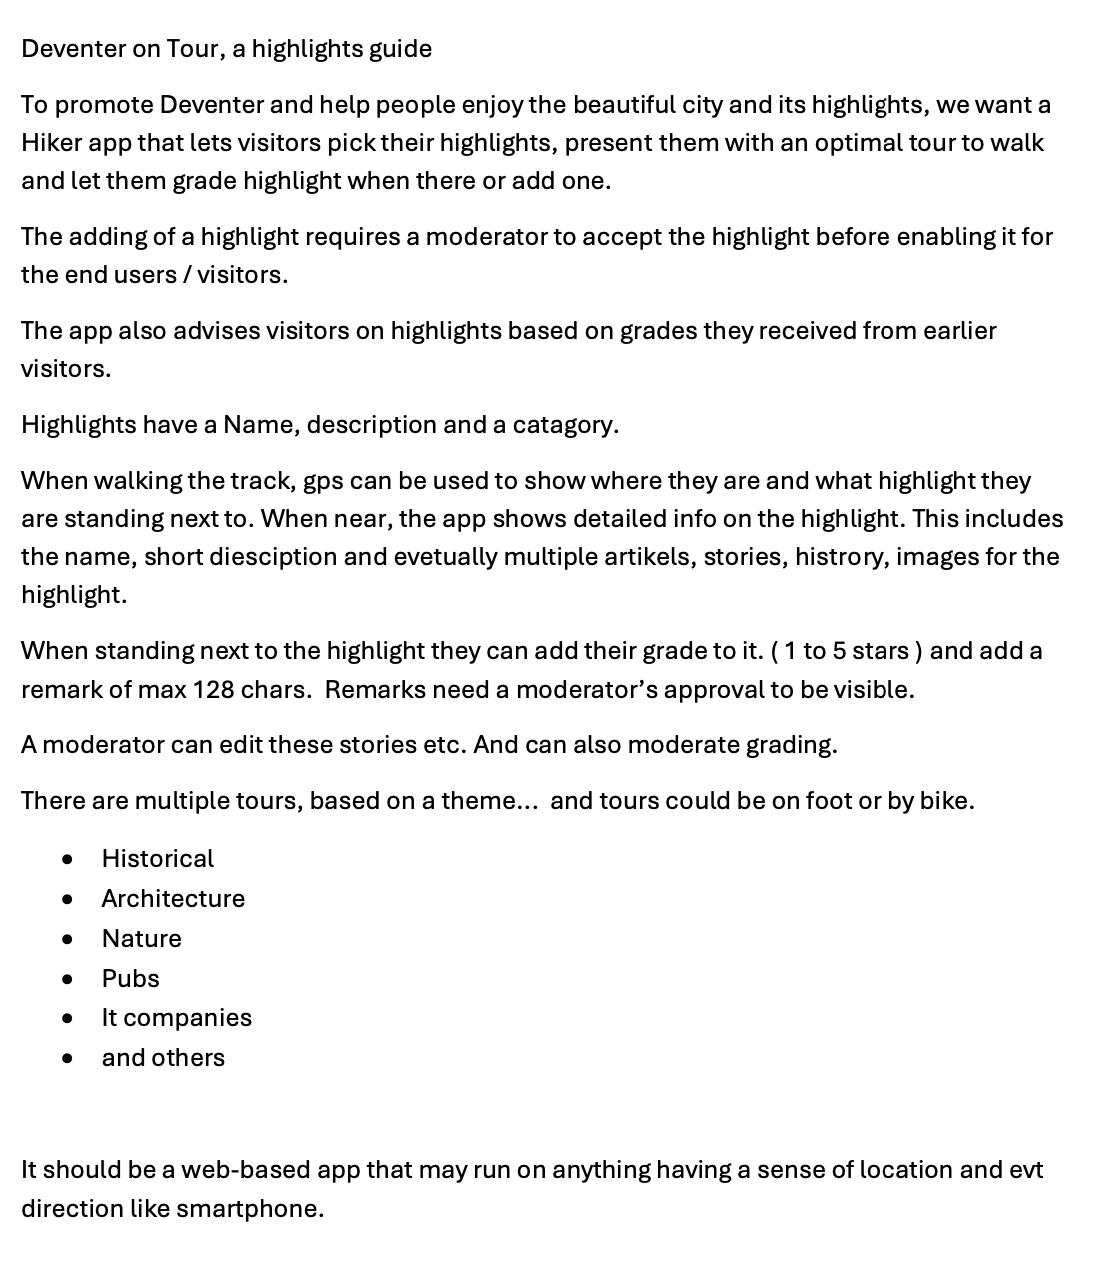 Deventer on Tour, a highlights guide
To promote Deventer and help people enjoy the beautiful city and its highlights, we want a
Hiker app that lets visitors pick their highlights, present them with an optimal tour to walk
and let them grade highlight when there or add one.
The adding of a highlight requires a moderator to accept the highlight before enabling it for
the end users / visitors.
The app also advises visitors on highlights based on grades they received from earlier
visitors.
Highlights have a Name, description and a catagory.
When walking the track, gps can be used to show where they are and what highlight they
are standing next to. When near, the app shows detailed info on the highlight. This includes
the name, short diesciption and evetually multiple artikels, stories, histrory, images for the
highlight.
When standing next to the highlight they can add their grade to it. ( 1 to 5 stars ) and add a
remark of max 128 chars.  Remarks need a moderator’s approval to be visible.
A moderator can edit these stories etc. And can also moderate grading.
There are multiple tours, based on a theme…  and tours could be on foot or by bike.
• Historical
• Architecture
• Nature
• Pubs
• It companies
• and others
It should be a web-based app that may run on anything having a sense of location and evt
direction like smartphone.